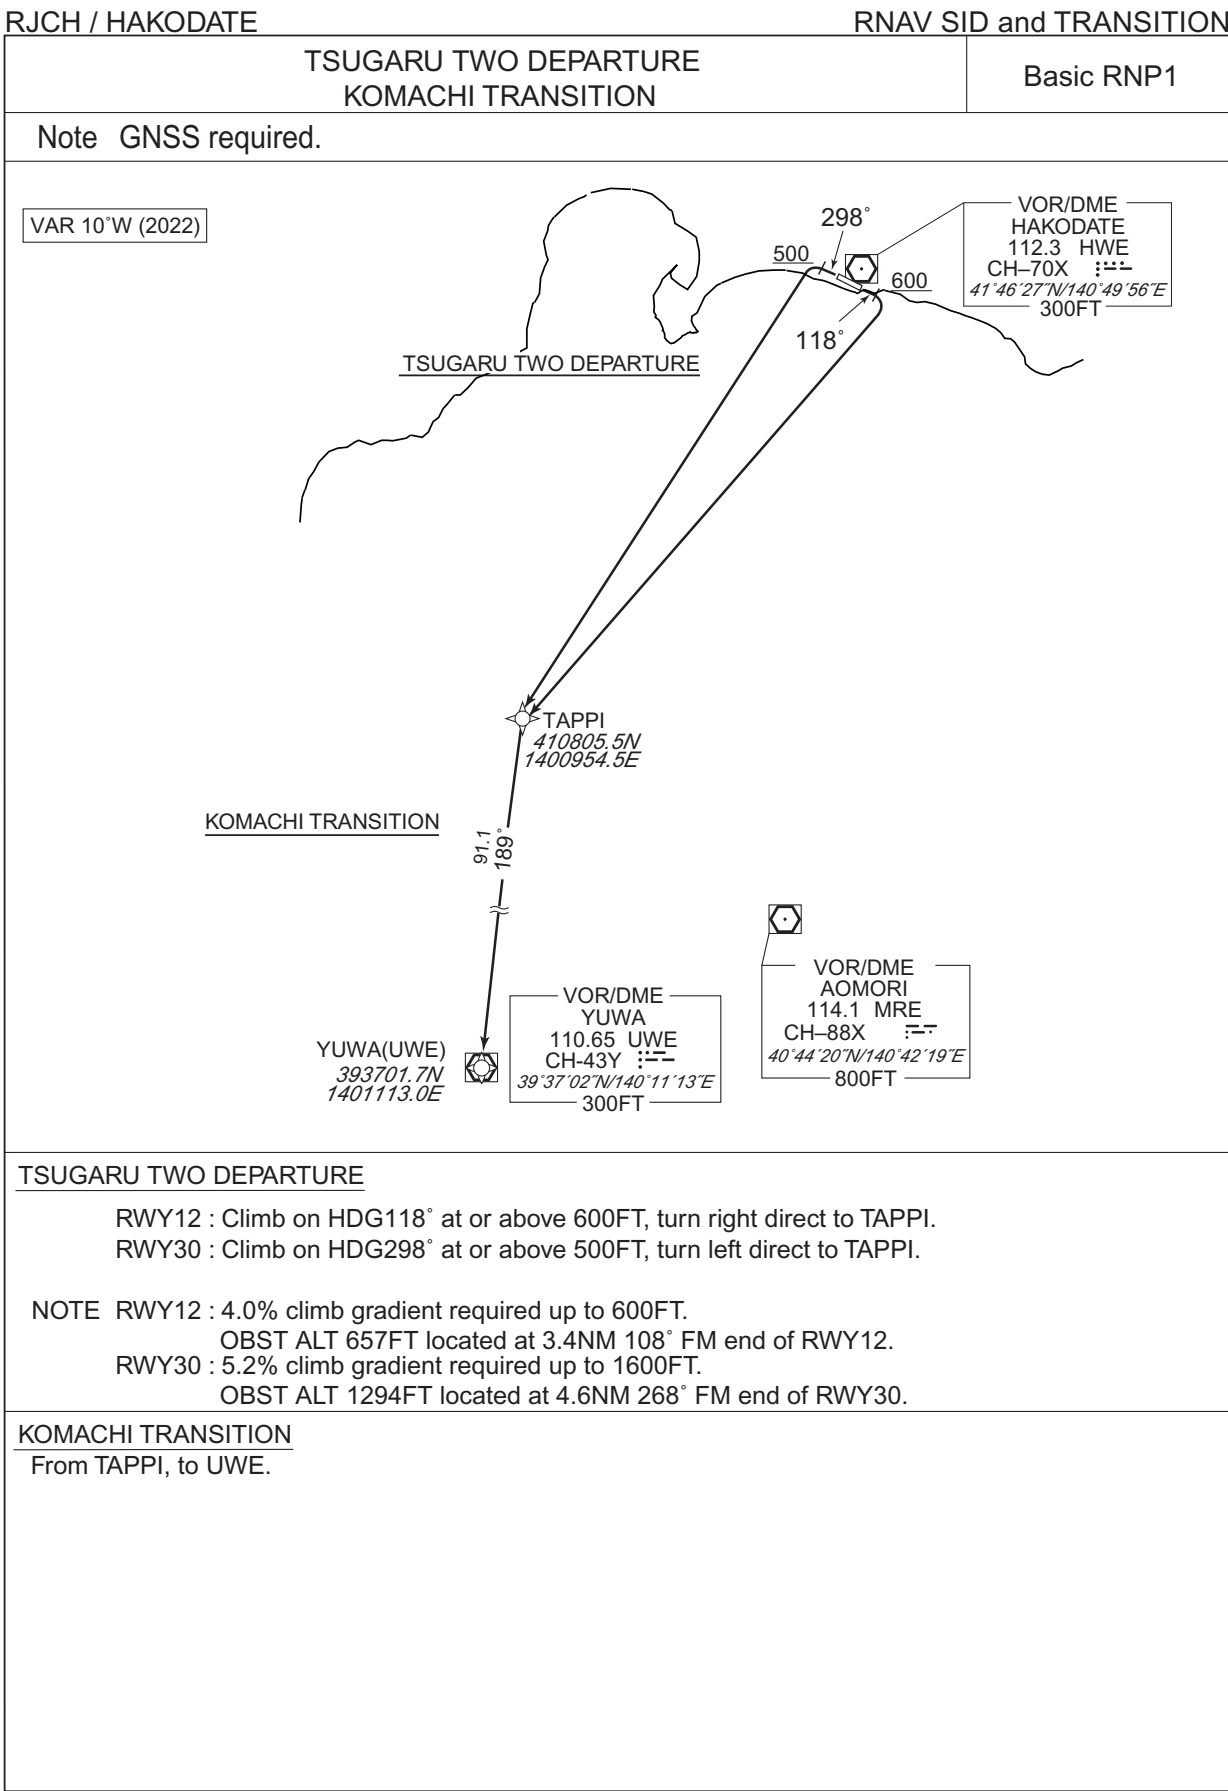 RJCH / HAKODATE
RNAV SID and TRANSITION
TSUGARU TWO DEPARTURE
KOMACHI TRANSITION
Basic RNP1
Note GNSS required.
VAR 10˚W (2022)
298˚
500
600
118˚
VOR/DME
HAKODATE
112.3 HWE
CH–70X
41˚46´27˝N/140˚49´56˝E
300FT
TSUGARU TWO DEPARTURE
TAPPI
410805.5N
1400954.5E
KOMACHI TRANSITION
91.1
189˚
YUWA(UWE)
393701.7N
1401113.0E
VOR/DME
YUWA
110.65 UWE
CH-43Y
39˚37´02˝N/140˚11´13˝E
300FT
VOR/DME
AOMORI
114.1 MRE
CH–88X
40˚44´20˝N/140˚42´19˝E
800FT
TSUGARU TWO DEPARTURE
RWY12 : Climb on HDG118˚ at or above 600FT, turn right direct to TAPPI.
RWY30 : Climb on HDG298˚ at or above 500FT, turn left direct to TAPPI.
NOTE RWY12 : 4.0% climb gradient required up to 600FT.
OBST ALT 657FT located at 3.4NM 108˚ FM end of RWY12.
RWY30 : 5.2% climb gradient required up to 1600FT.
OBST ALT 1294FT located at 4.6NM 268˚ FM end of RWY30.
KOMACHI TRANSITION
From TAPPI, to UWE.